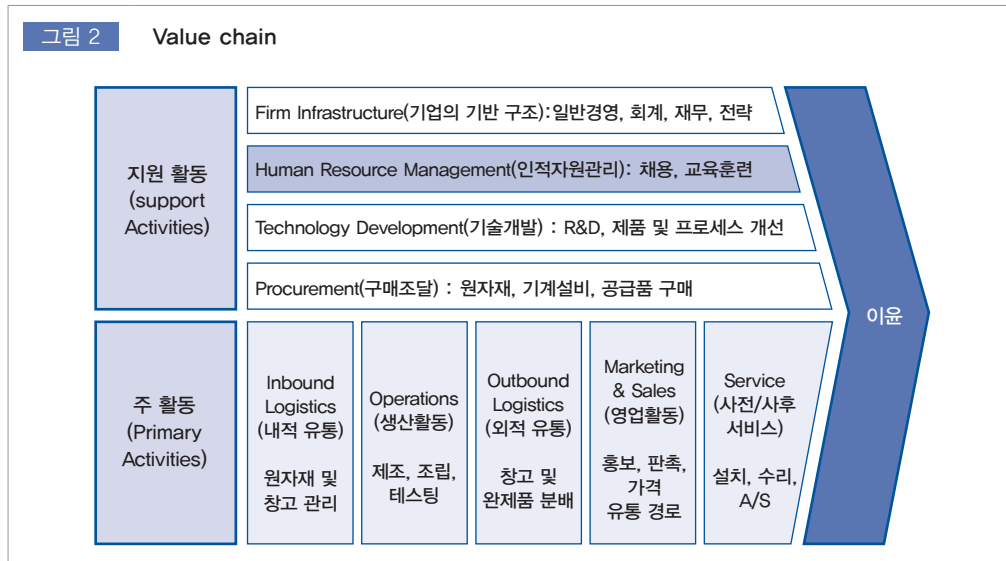 그림 2 Value chain
지원 활동
(support
Activities)
Firm Infrastructure(기업의 기반 구조):일반경영, 회계, 재무, 전략
Human Resource Management(인적자원관리): 채용, 교육훈련
Technology Development(기술개발) : R&D, 제품 및 프로세스 개선
Procurement(구매조달) : 원자재, 기계설비, 공급품 구매
이윤
주 활동
(Primary
Activities)
Inbound
Logistics
(내적 유통)
원자재 및
창고 관리
Operations
(생산활동)
제조, 조립,
테스팅
Outbound
Logistics
(외적 유통)
창고 및
완제품 분배
Marketing
& Sales
(영업활동)
홍보, 판촉,
가격
유통 경로
Service
(사전/사후
서비스)
설치, 수리,
A/S